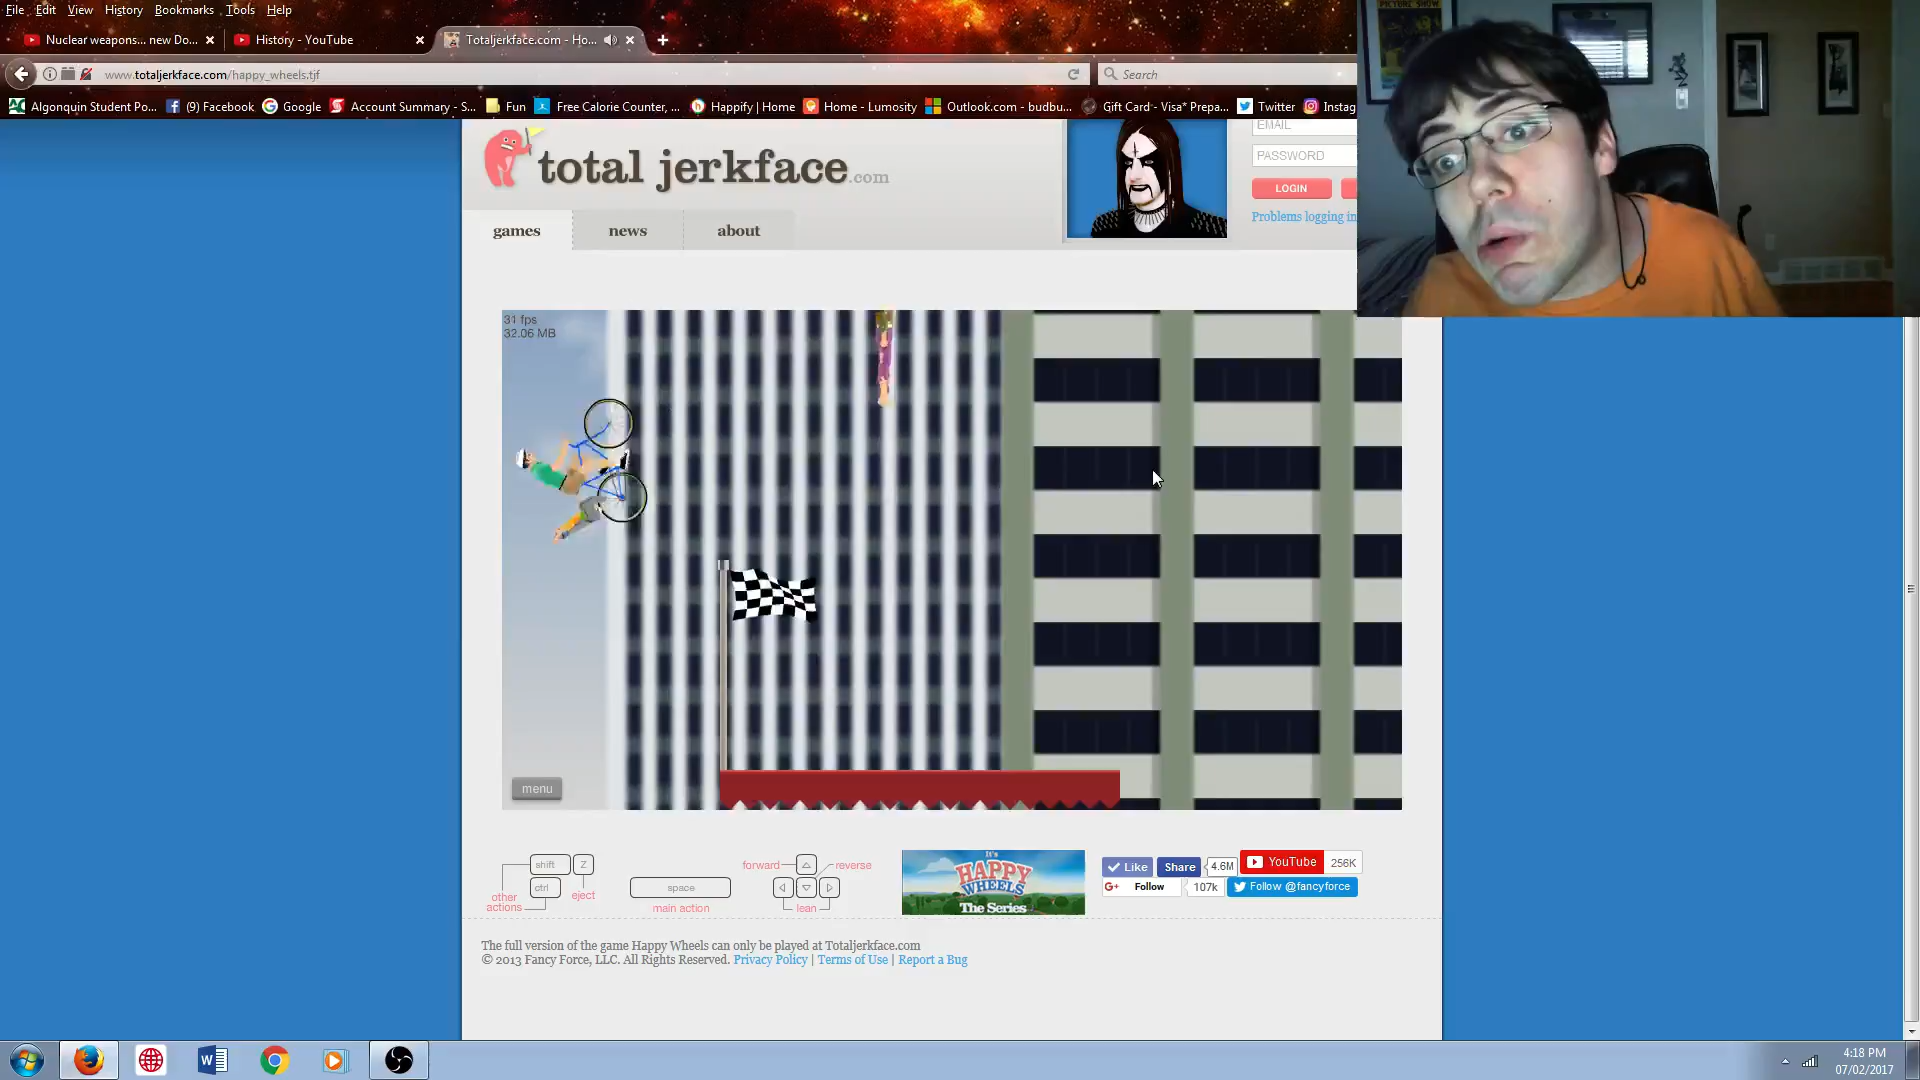 File Edit View History Bookmarks Tools Help
Nuclear weapons... new Do...
History - YouTube
Totaljerkface.com - Ho...
www.totaljerkface.com/happy_wheels.tjf
Search
Algonquin Student Po...
(9) Facebook
Google
Account Summary - S...
Fun
Free Calorie Counter, ...
Happify | Home
Home - Lumosity
Outlook.com - budbu...
Gift Card - Visa* Prepa...
Twitter
Instag
total jerkface.com
EMAIL
PASSWORD
LOGIN
Problems logging in
games
news
about
31 fps
32.06 MB
menu
shift
Z
ctrl
eject
other
actions
space
main action
forward
reverse
lean
It's
HAPPY
WHEELS
The Series
Like
Share
4.6M
YouTube
256K
G+
Follow
107k
Follow @fancyforce
The full version of the game Happy Wheels can only be played at Totaljerkface.com
© 2013 Fancy Force, LLC. All Rights Reserved. Privacy Policy | Terms of Use | Report a Bug
4:18 PM
07/02/2017